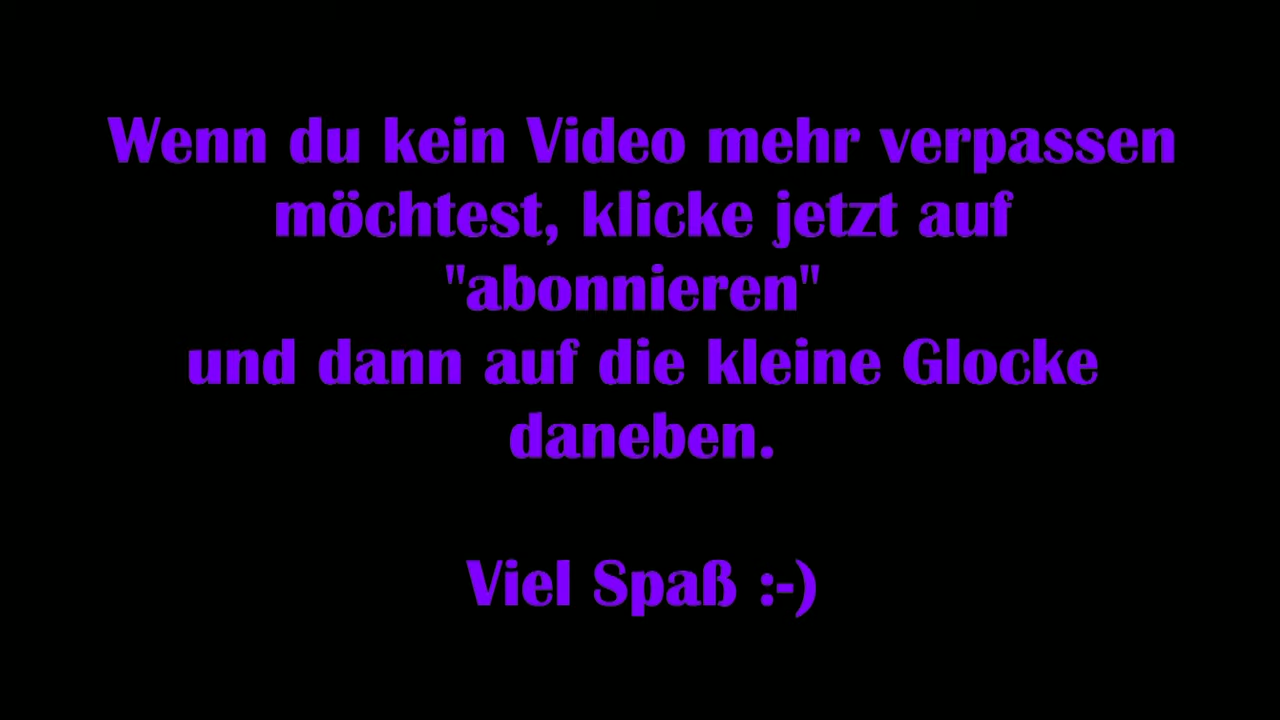 Wenn du kein Video mehr verpassen
möchtest, klicke jetzt auf
"abonnieren"
und dann auf die kleine Glocke
daneben.
Viel Spaß :-)